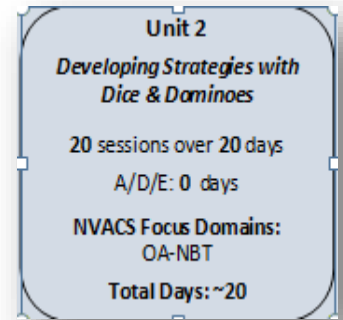 Unit 2
Developing Strategies with
Dice & Dominoes
20 sessions over 20 days
A/D/E: 0 days
NVACS Focus Domains:
OA-NBT
Total Days: ~20